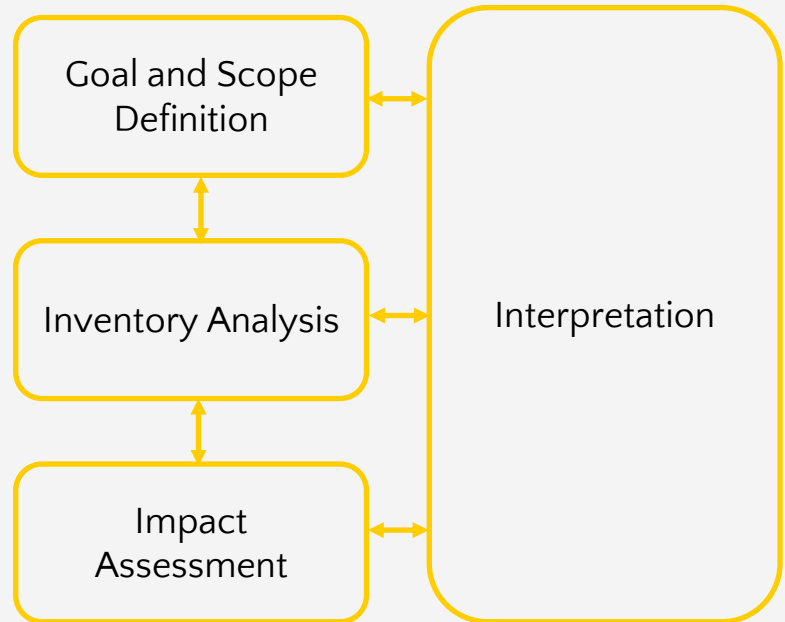 Goal and Scope
Definition
Inventory Analysis
Interpretation
Impact
Assessment